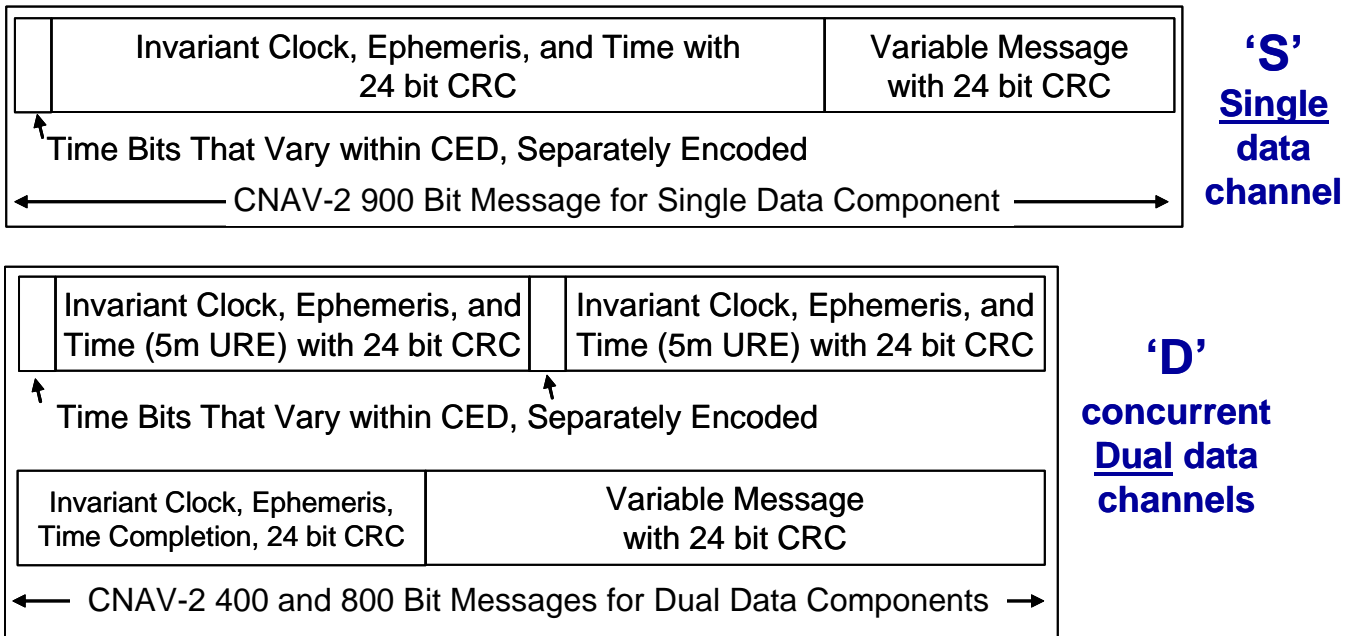 Invariant Clock, Ephemeris, and Time with
24 bit CRC
Variable Message
with 24 bit CRC
Time Bits That Vary within CED, Separately Encoded
CNAV-2 900 Bit Message for Single Data Component
‘S’
Single
data
channel
Invariant Clock, Ephemeris, and
Time (5m URE) with 24 bit CRC
Invariant Clock, Ephemeris, and
Time (5m URE) with 24 bit CRC
Time Bits That Vary within CED, Separately Encoded
Invariant Clock, Ephemeris,
Time Completion, 24 bit CRC
Variable Message
with 24 bit CRC
CNAV-2 400 and 800 Bit Messages for Dual Data Components
‘D’
concurrent
Dual data
channels